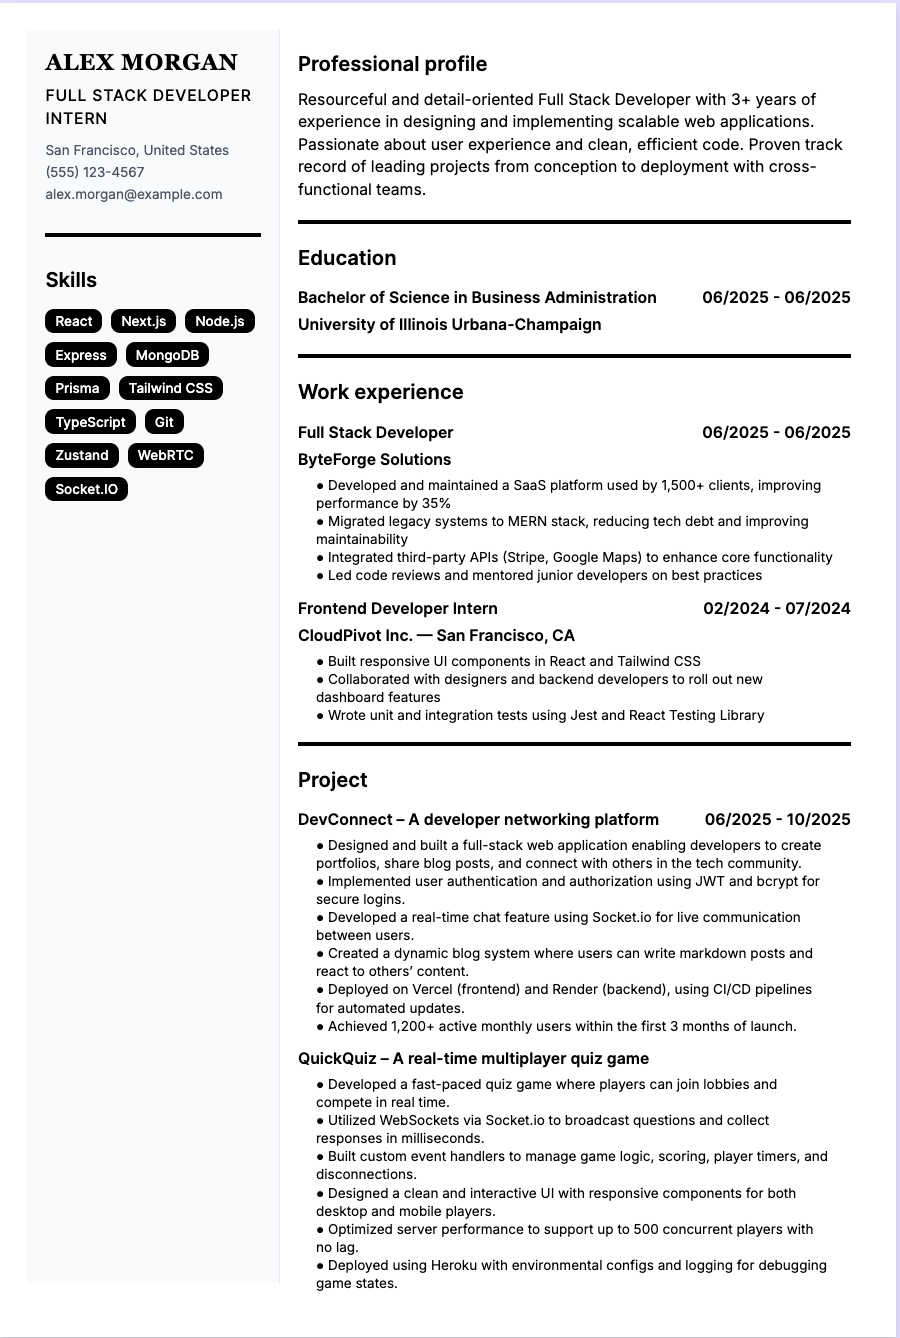 ALEX MORGAN
FULL STACK DEVELOPER
INTERN
San Francisco, United States
(555) 123-4567
alex.morgan@example.com
Skills
React Next.js Node.js
Express MongoDB
Prisma Tailwind CSS
TypeScript Git
Zustand WebRTC
Socket.IO
Professional profile
Resourceful and detail-oriented Full Stack Developer with 3+ years of
experience in designing and implementing scalable web applications.
Passionate about user experience and clean, efficient code. Proven track
record of leading projects from conception to deployment with cross-
functional teams.
Education
Bachelor of Science in Business Administration 06/2025 - 06/2025
University of Illinois Urbana-Champaign
Work experience
Full Stack Developer 06/2025 - 06/2025
ByteForge Solutions
● Developed and maintained a SaaS platform used by 1,500+ clients, improving
performance by 35%
● Migrated legacy systems to MERN stack, reducing tech debt and improving
maintainability
● Integrated third-party APIs (Stripe, Google Maps) to enhance core functionality
● Led code reviews and mentored junior developers on best practices
Frontend Developer Intern 02/2024 - 07/2024
CloudPivot Inc. — San Francisco, CA
● Built responsive UI components in React and Tailwind CSS
● Collaborated with designers and backend developers to roll out new
dashboard features
● Wrote unit and integration tests using Jest and React Testing Library
Project
DevConnect – A developer networking platform 06/2025 - 10/2025
● Designed and built a full-stack web application enabling developers to create
portfolios, share blog posts, and connect with others in the tech community.
● Implemented user authentication and authorization using JWT and bcrypt for
secure logins.
● Developed a real-time chat feature using Socket.io for live communication
between users.
● Created a dynamic blog system where users can write markdown posts and
react to others’ content.
● Deployed on Vercel (frontend) and Render (backend), using CI/CD pipelines
for automated updates.
● Achieved 1,200+ active monthly users within the first 3 months of launch.
QuickQuiz – A real-time multiplayer quiz game
● Developed a fast-paced quiz game where players can join lobbies and
compete in real time.
● Utilized WebSockets via Socket.io to broadcast questions and collect
responses in milliseconds.
● Built custom event handlers to manage game logic, scoring, player timers, and
disconnections.
● Designed a clean and interactive UI with responsive components for both
desktop and mobile players.
● Optimized server performance to support up to 500 concurrent players with
no lag.
● Deployed using Heroku with environmental configs and logging for debugging
game states.